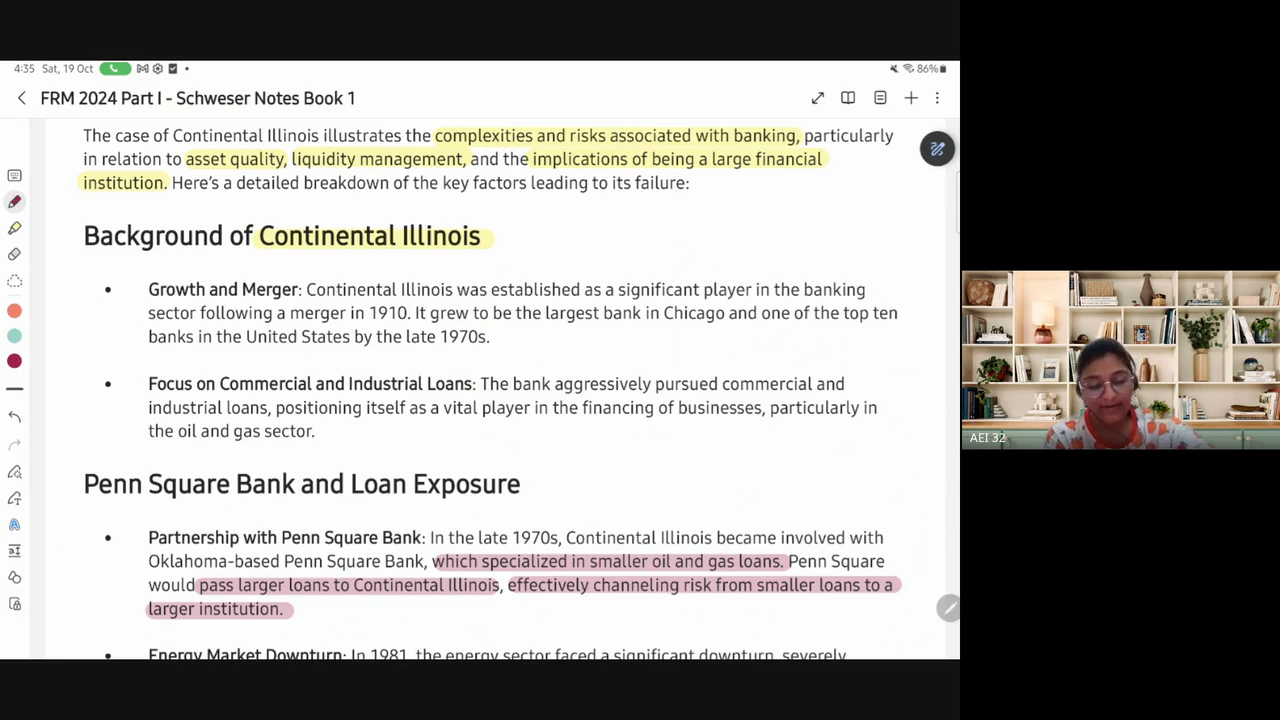 4:35 Sat, 19 Oct
86%
FRM 2024 Part I - Schweser Notes Book 1
The case of Continental Illinois illustrates the complexities and risks associated with banking, particularly
in relation to asset quality, liquidity management, and the implications of being a large financial
institution. Here's a detailed breakdown of the key factors leading to its failure:
Background of Continental Illinois
• Growth and Merger: Continental Illinois was established as a significant player in the banking
sector following a merger in 1910. It grew to be the largest bank in Chicago and one of the top ten
banks in the United States by the late 1970s.
• Focus on Commercial and Industrial Loans: The bank aggressively pursued commercial and
industrial loans, positioning itself as a vital player in the financing of businesses, particularly in
the oil and gas sector.
Penn Square Bank and Loan Exposure
• Partnership with Penn Square Bank: In the late 1970s, Continental Illinois became involved with
Oklahoma-based Penn Square Bank, which specialized in smaller oil and gas loans. Penn Square
would pass larger loans to Continental Illinois, effectively channeling risk from smaller loans to a
larger institution.
• Energy Market Downturn: In 1981, the energy sector faced a significant downturn, severely
AEI 32